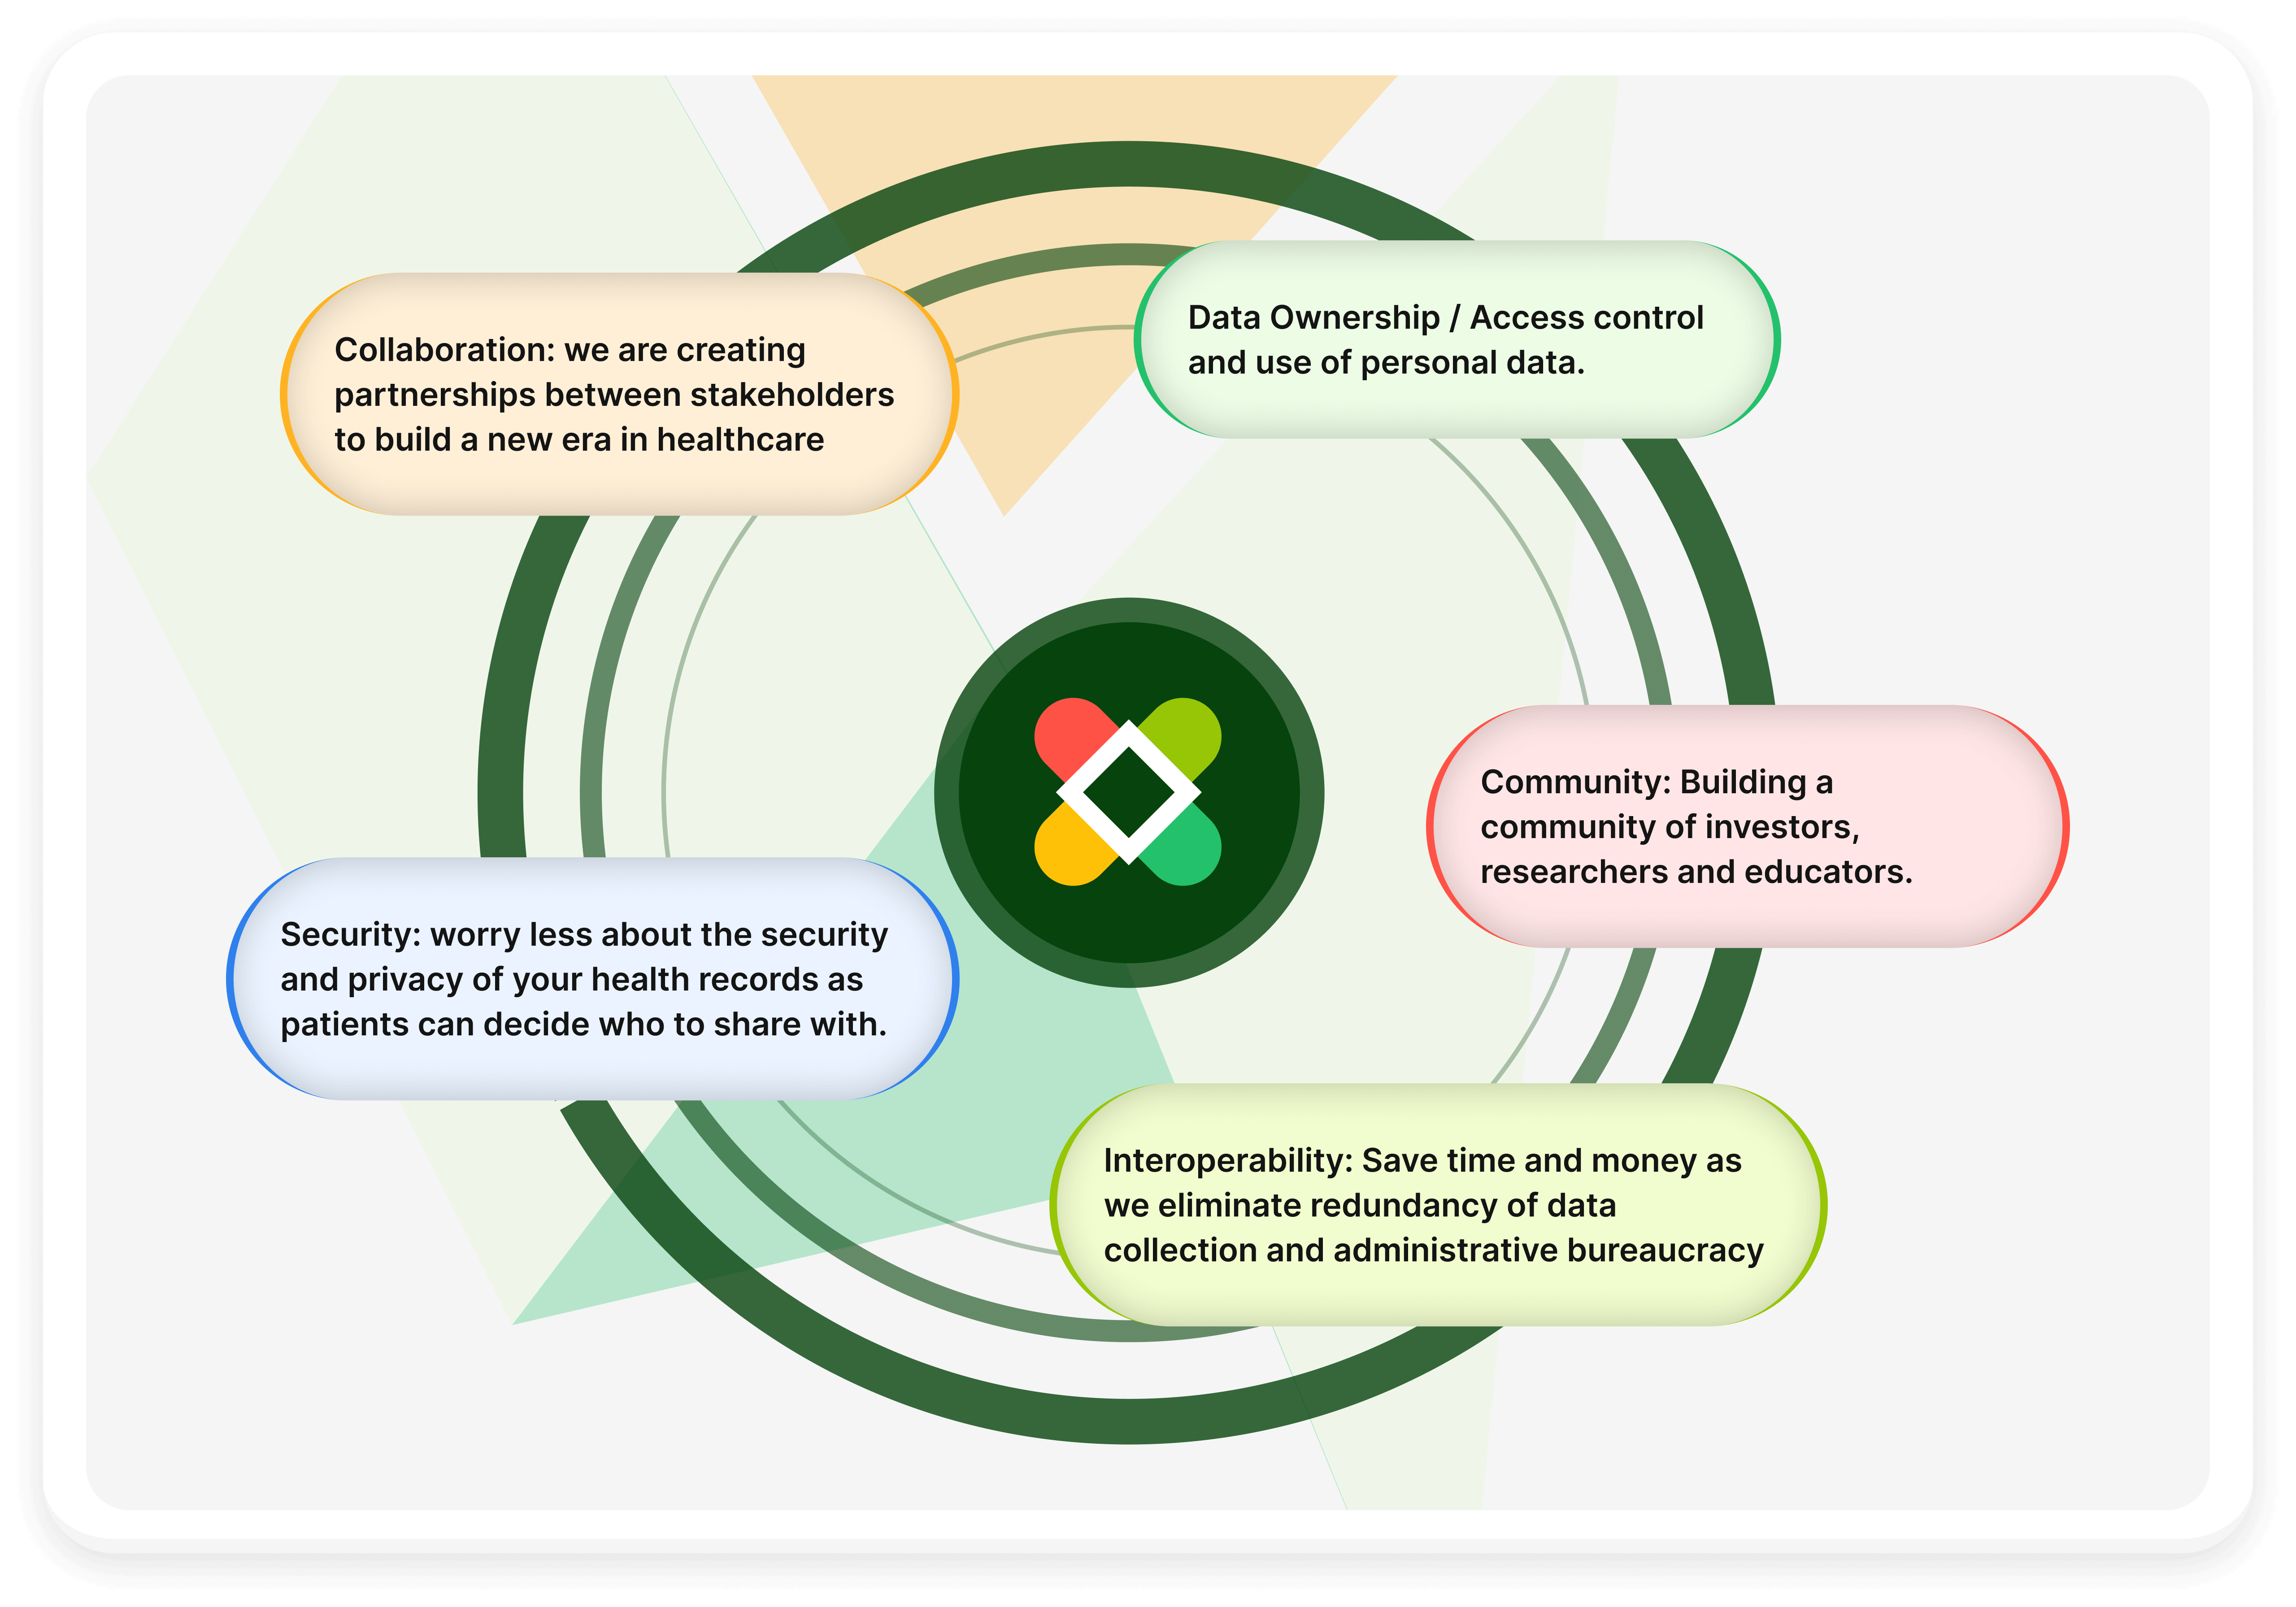 Collaboration: we are creating
partnerships between stakeholders
to build a new era in healthcare
Data Ownership / Access control
and use of personal data.
Community: Building a
community of investors,
researchers and educators.
Security: worry less about the security
and privacy of your health records as
patients can decide who to share with.
Interoperability: Save time and money as
we eliminate redundancy of data
collection and administrative bureaucracy